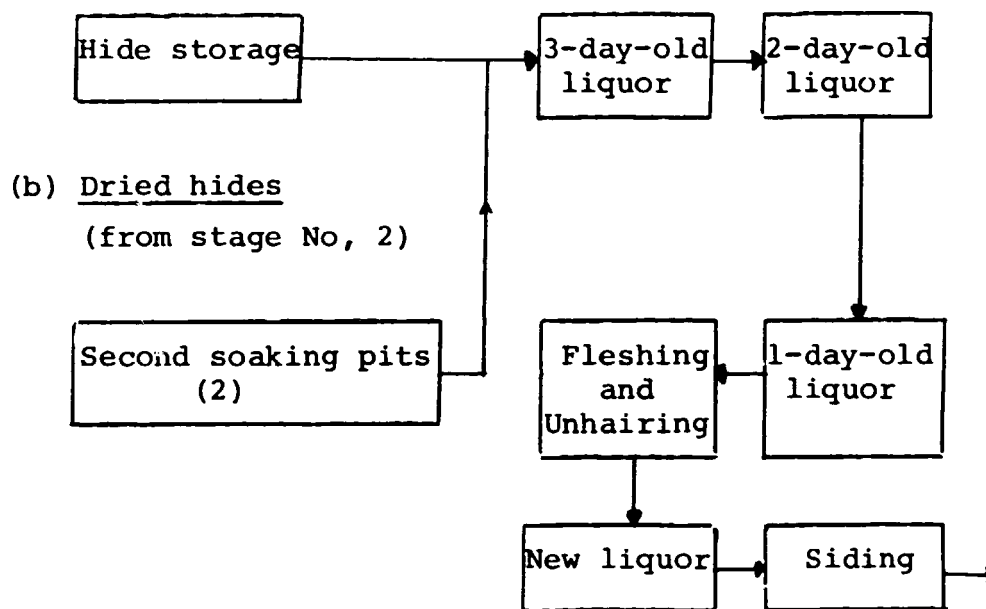 Hide storage
3-day-old
liquor
2-day-old
liquor
(b) Dried hides
(from stage No, 2)
Second soaking pits
(2)
Fleshing
and
Unhairing
1-day-old
liquor
New liquor
Siding